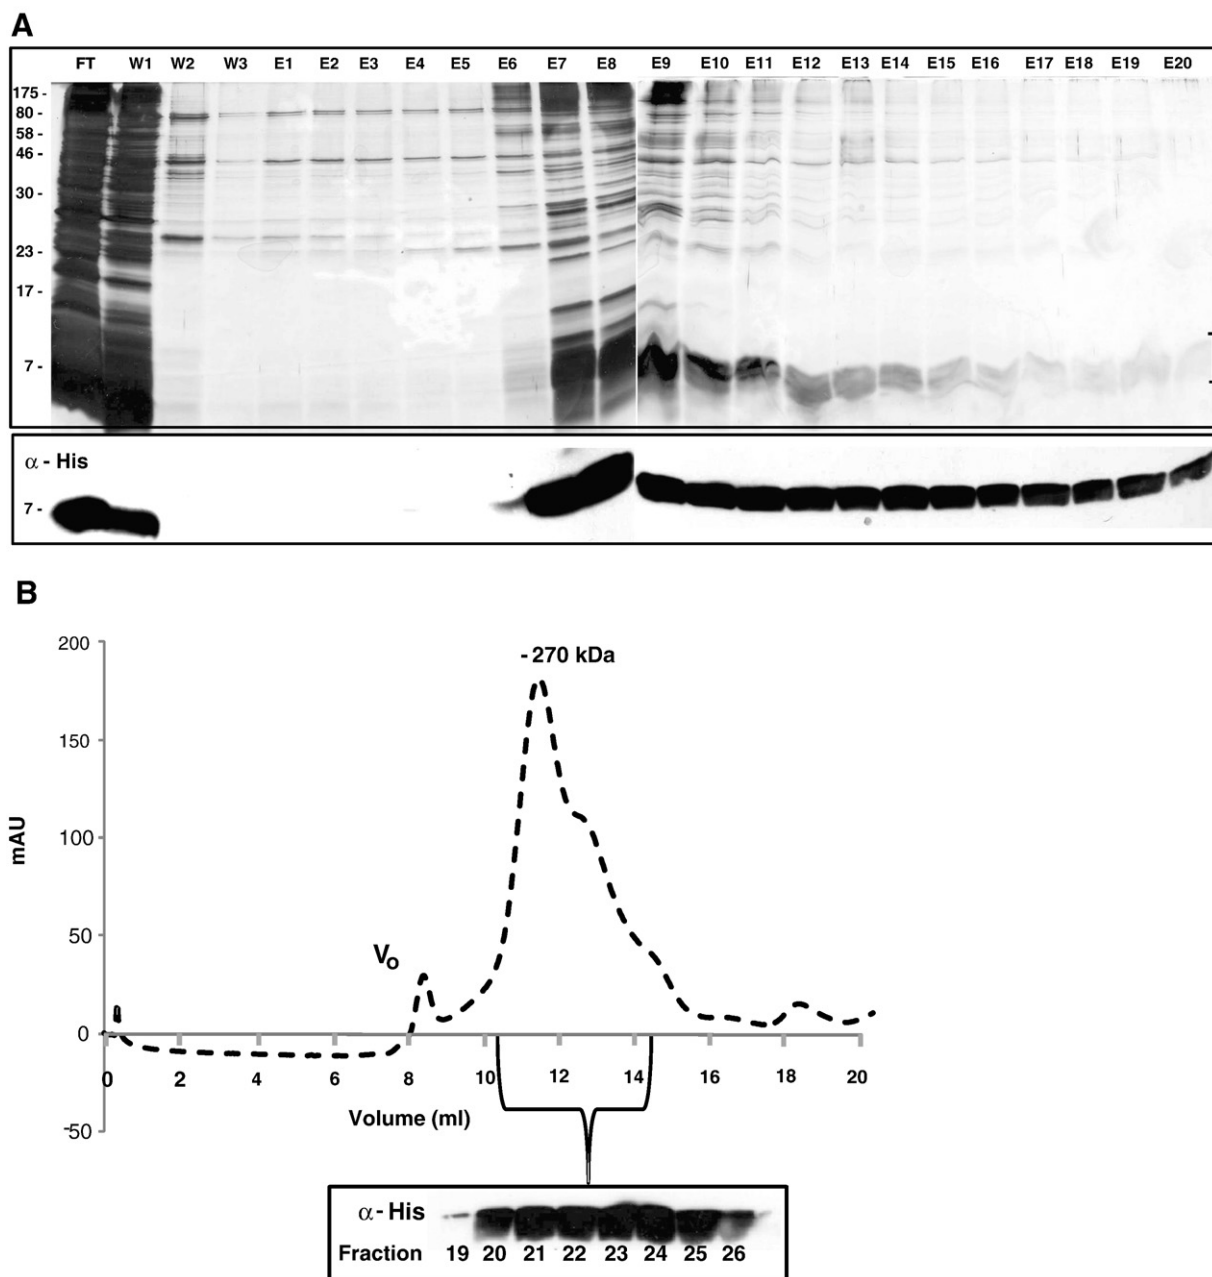 A
FT W1 W2 W3 E1 E2 E3 E4 E5 E6 E7 E8 E9 E10 E11 E12 E13 E14 E15 E16 E17 E18 E19 E20
175 -
80 -
58 -
46 -
30 -
23 -
17 -
7 -
α - His
7 -
B
200
- 270 kDa
150
100
mAU
50
Vo
0
0 2 4 6 8 10 12 14 16 18 20
Volume (ml)
-50
α - His
Fraction 19 20 21 22 23 24 25 26